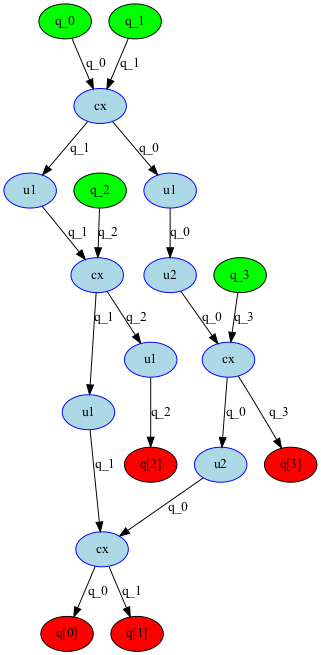 q_0 q_1
q_0 q_1
cx
q_1 q_0
u1 q_2 u1
q_1 q_2 q_0
cx u2 q_3
q_1 q_2 q_0 q_3
u1 cx
u1 q_2 q_0 q_3
q_1 q[2] u2 q[3]
q_0
cx
q_0 q_1
q[0] q[1]